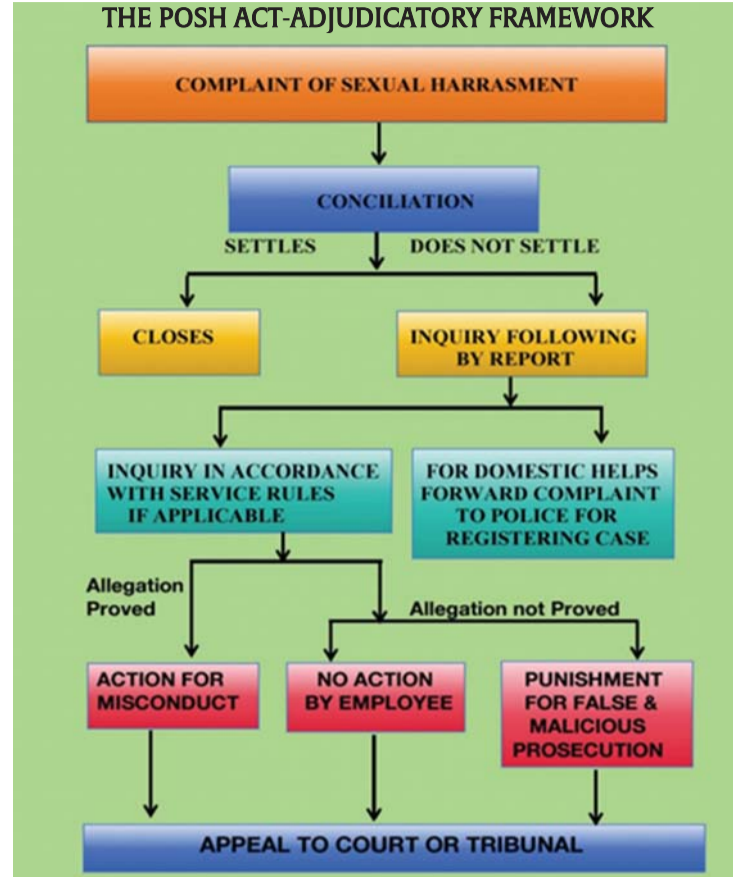 THE POSH ACT-ADJUDICATORY FRAMEWORK
COMPLAINT OF SEXUAL HARRASMENT
CONCILIATION
SETTLES
DOES NOT SETTLE
CLOSES
INQUIRY FOLLOWING
BY REPORT
INQUIRY IN ACCORDANCE
WITH SERVICE RULES
IF APPLICABLE
FOR DOMESTIC HELPS
FORWARD COMPLAINT
TO POLICE FOR
REGISTERING CASE
Allegation
Proved
Allegation not Proved
ACTION FOR
MISCONDUCT
NO ACTION
BY EMPLOYEE
PUNISHMENT
FOR FALSE &
MALICIOUS
PROSECUTION
APPEAL TO COURT OR TRIBUNAL